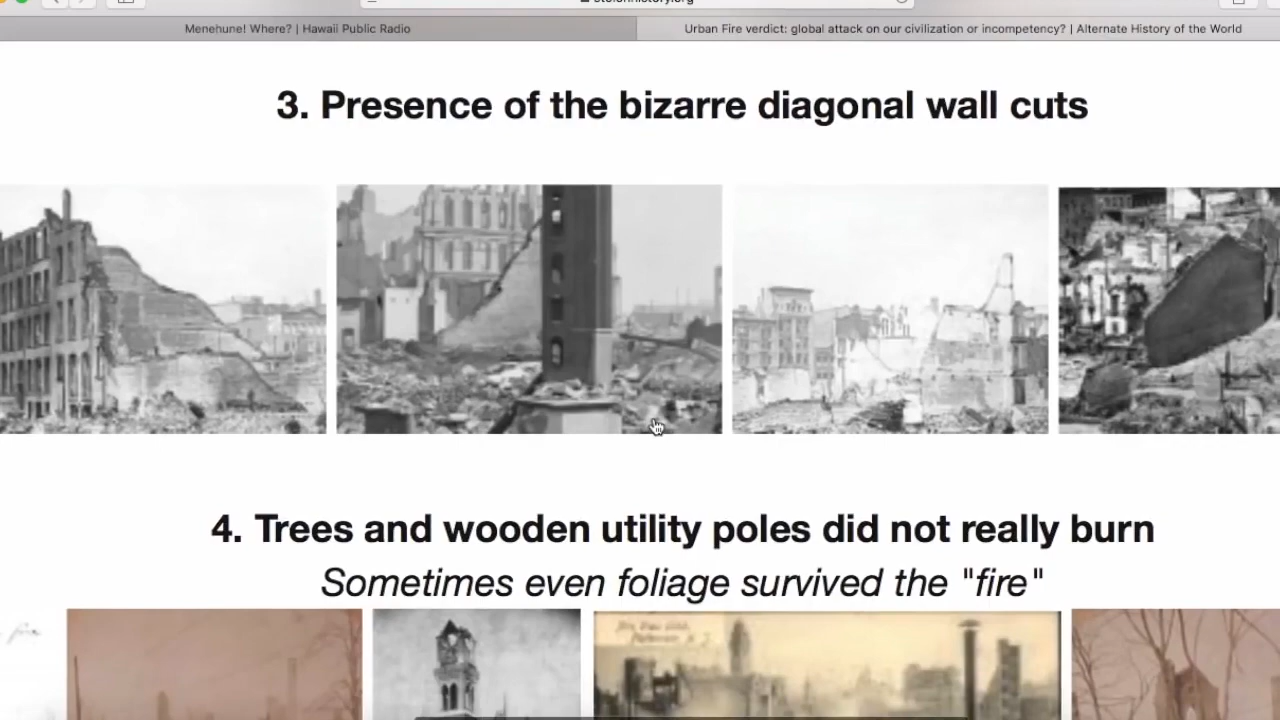 Menehune! Where? | Hawaii Public Radio
Urban Fire verdict: global attack on our civilization or incompetency? | Alternate History of the World
3. Presence of the bizarre diagonal wall cuts
4. Trees and wooden utility poles did not really burn
Sometimes even foliage survived the "fire"
fire